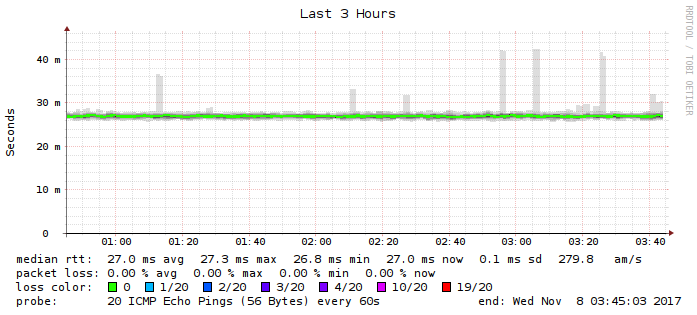 Last 3 Hours
RRDTOOL / TOBI OETIKER
Seconds
40 m
30 m
20 m
10 m
0
01:00 01:20 01:40 02:00 02:20 02:40 03:00 03:20 03:40
median rtt: 27.0 ms avg 27.3 ms max 26.8 ms min 27.0 ms now 0.1 ms sd 279.8 am/s
packet loss: 0.00 % avg 0.00 % max 0.00 % min 0.00 % now
loss color: 0 1/20 2/20 3/20 4/20 10/20 19/20
probe: 20 ICMP Echo Pings (56 Bytes) every 60s end: Wed Nov 8 03:45:03 2017